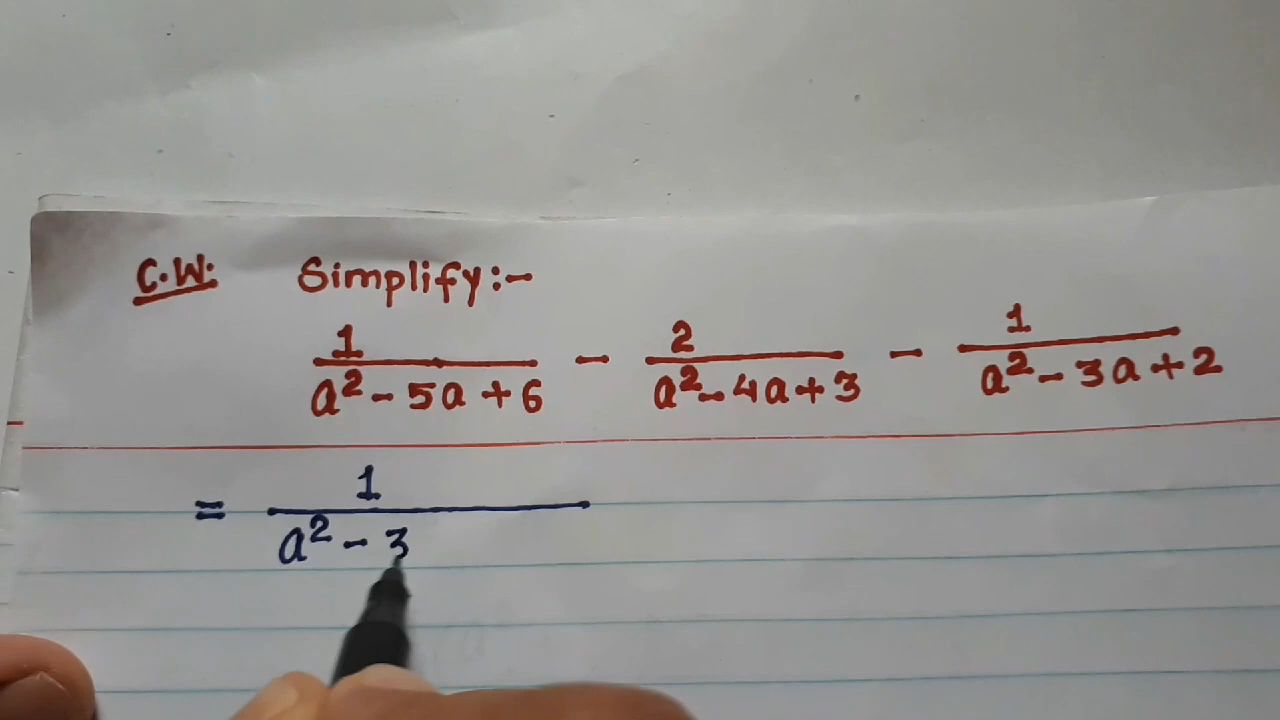 C.W. Simplify:-
1/(a² - 5a + 6) - 2/(a² - 4a + 3) - 1/(a² - 3a + 2)
= 1/(a² - 3